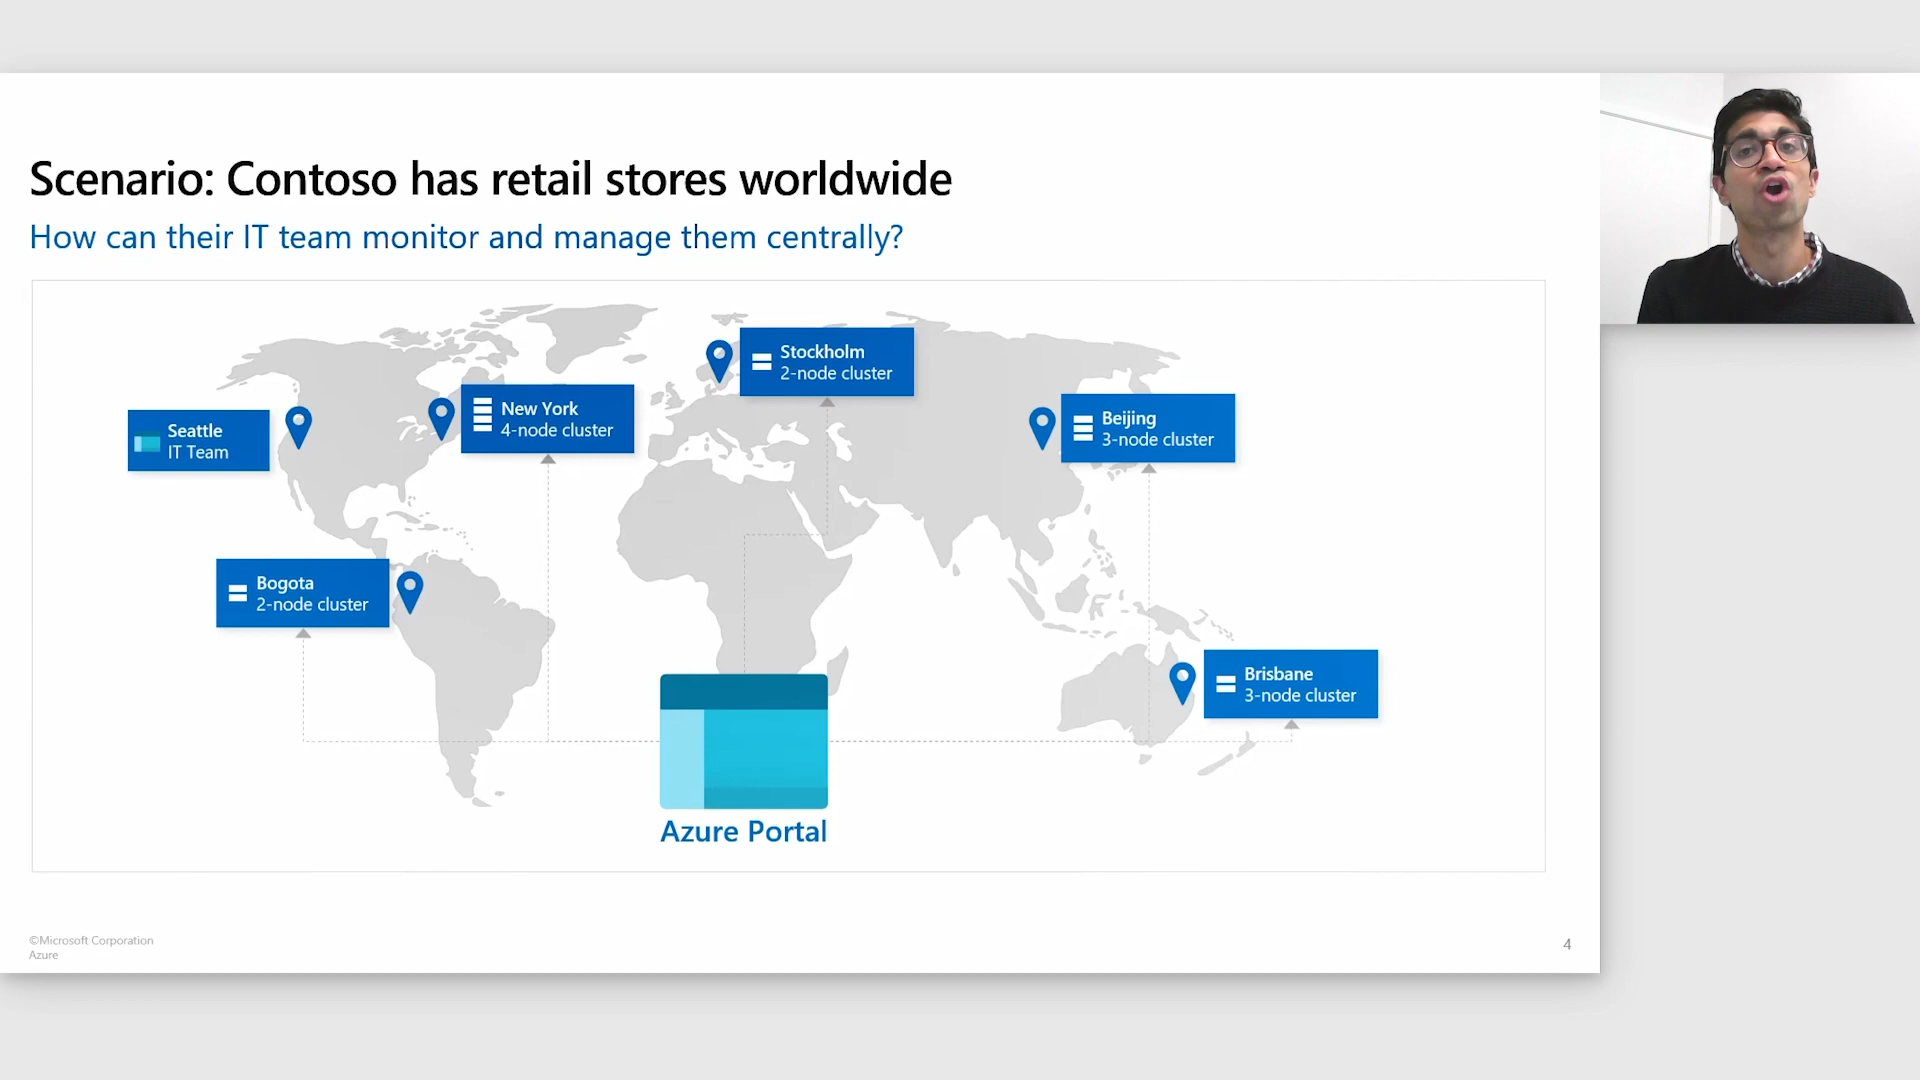 Scenario: Contoso has retail stores worldwide
How can their IT team monitor and manage them centrally?
Stockholm
2-node cluster
New York
4-node cluster
Beijing
3-node cluster
Seattle
IT Team
Bogota
2-node cluster
Brisbane
3-node cluster
Azure Portal
©Microsoft Corporation
Azure
4